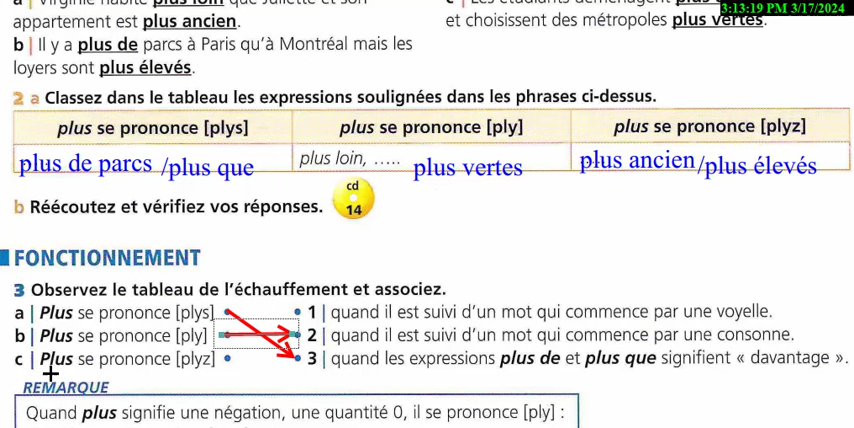 a | Virginie habite plus loin que Juliette et son
appartement est plus ancien.
b | Il y a plus de parcs à Paris qu'à Montréal mais les
loyers sont plus élevés.
c | Les étudiants déménagent plus
et choisissent des métropoles plus vertes.
3:13:19 PM 3/17/2024
2 a Classez dans le tableau les expressions soulignées dans les phrases ci-dessus.
plus se prononce [plys] plus se prononce [ply] plus se prononce [plyz]
plus de parcs /plus que plus loin, ..... plus vertes plus ancien/plus élevés
b Réécoutez et vérifiez vos réponses. cd 14
FONCTIONNEMENT
3 Observez le tableau de l'échauffement et associez.
a | Plus se prononce [plys] • • 1 | quand il est suivi d'un mot qui commence par une voyelle.
b | Plus se prononce [ply] • • 2 | quand il est suivi d'un mot qui commence par une consonne.
c | Plus se prononce [plyz] • • 3 | quand les expressions plus de et plus que signifient « davantage ».
REMARQUE
Quand plus signifie une négation, une quantité 0, il se prononce [ply] :